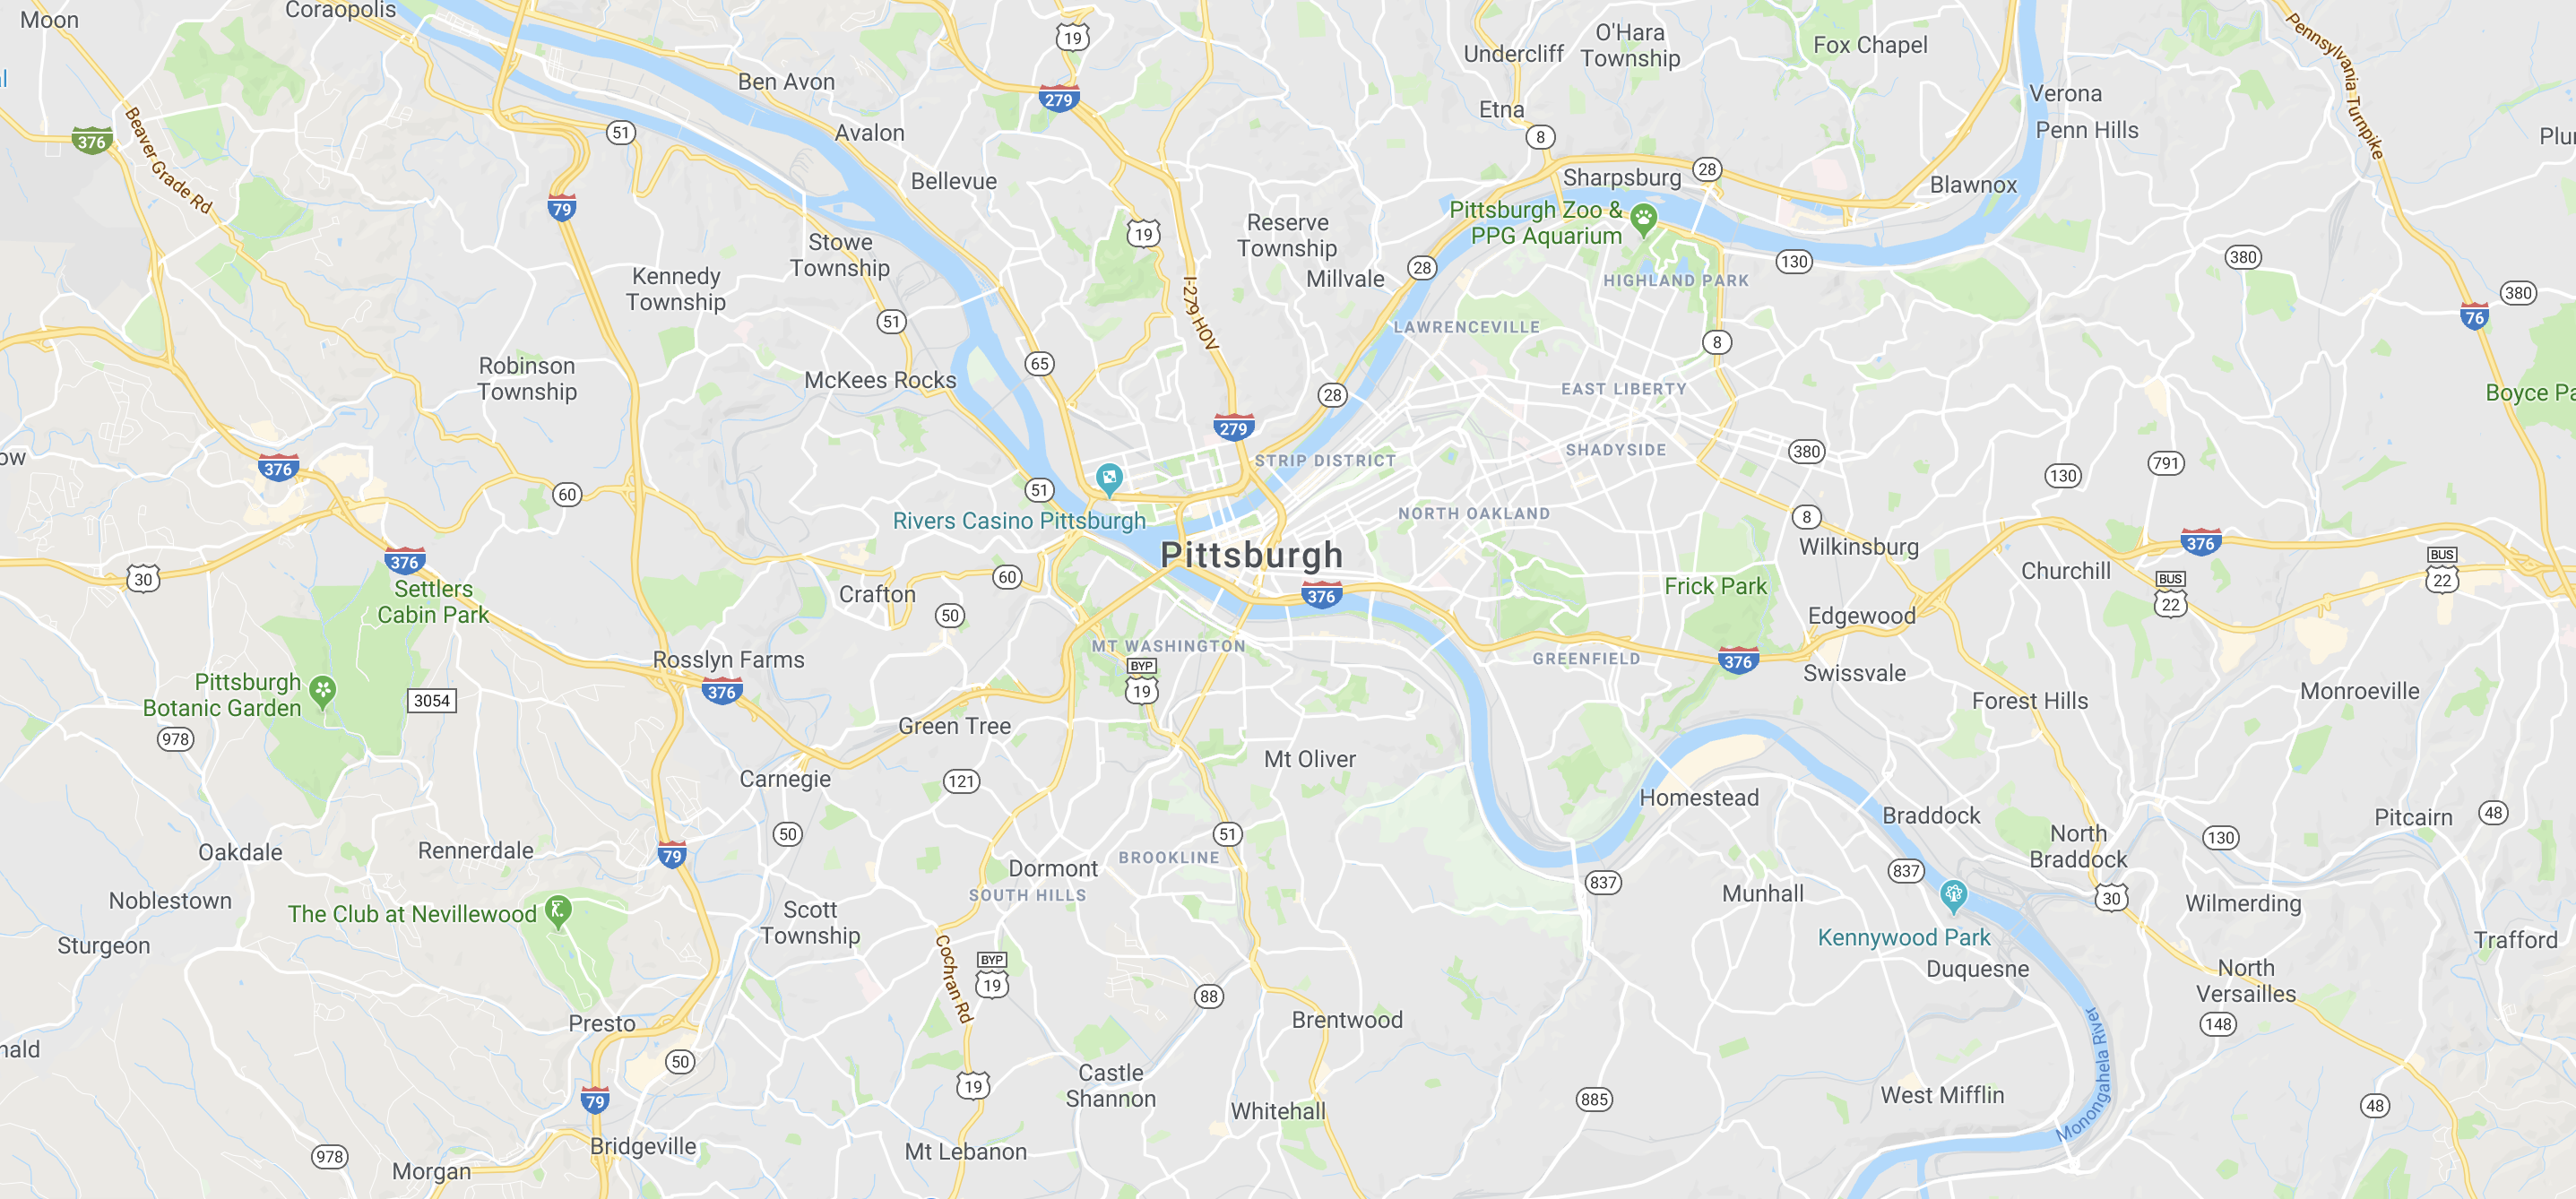 Moon
Coraopolis
19
Undercliff
O'Hara
Township
Fox Chapel
Pennsylvania Turnpike
Ben Avon
279
Verona
Etna
376
Beaver Grade Rd
51
Avalon
8
Penn Hills
28
Sharpsburg
Blawnox
79
Bellevue
Pittsburgh Zoo &
PPG Aquarium
19
Reserve
Township
Stowe
Township
Kennedy
Township
I-279 HOV
Millvale
28
HIGHLAND PARK
130
380
380
76
51
LAWRENCEVILLE
8
Robinson
Township
65
McKees Rocks
28
EAST LIBERTY
279
SHADYSIDE
380
376
STRIP DISTRICT
791
130
60
51
Rivers Casino Pittsburgh
NORTH OAKLAND
8
Wilkinsburg
376
Pittsburgh
376
30
Settlers
Cabin Park
Crafton
60
50
376
Frick Park
Churchill
BUS
22
BUS
22
Edgewood
MT WASHINGTON
Rosslyn Farms
BYP
19
GREENFIELD
376
Swissvale
376
Pittsburgh
Botanic Garden
3054
978
Green Tree
Forest Hills
Monroeville
Mt Oliver
Carnegie
121
Homestead
Braddock
Pitcairn
48
50
51
North
Braddock
130
Oakdale
Rennerdale
79
Dormont
BROOKLINE
SOUTH HILLS
837
Munhall
837
30
Wilmerding
Noblestown
The Club at Nevillewood
Scott
Township
Kennywood Park
Trafford
Sturgeon
Cochran Rd
BYP
19
88
Duquesne
North
Versailles
148
Presto
Brentwood
50
Castle
Shannon
19
79
Whitehall
885
West Mifflin
Monongahela River
48
Bridgeville
Mt Lebanon
978
Morgan